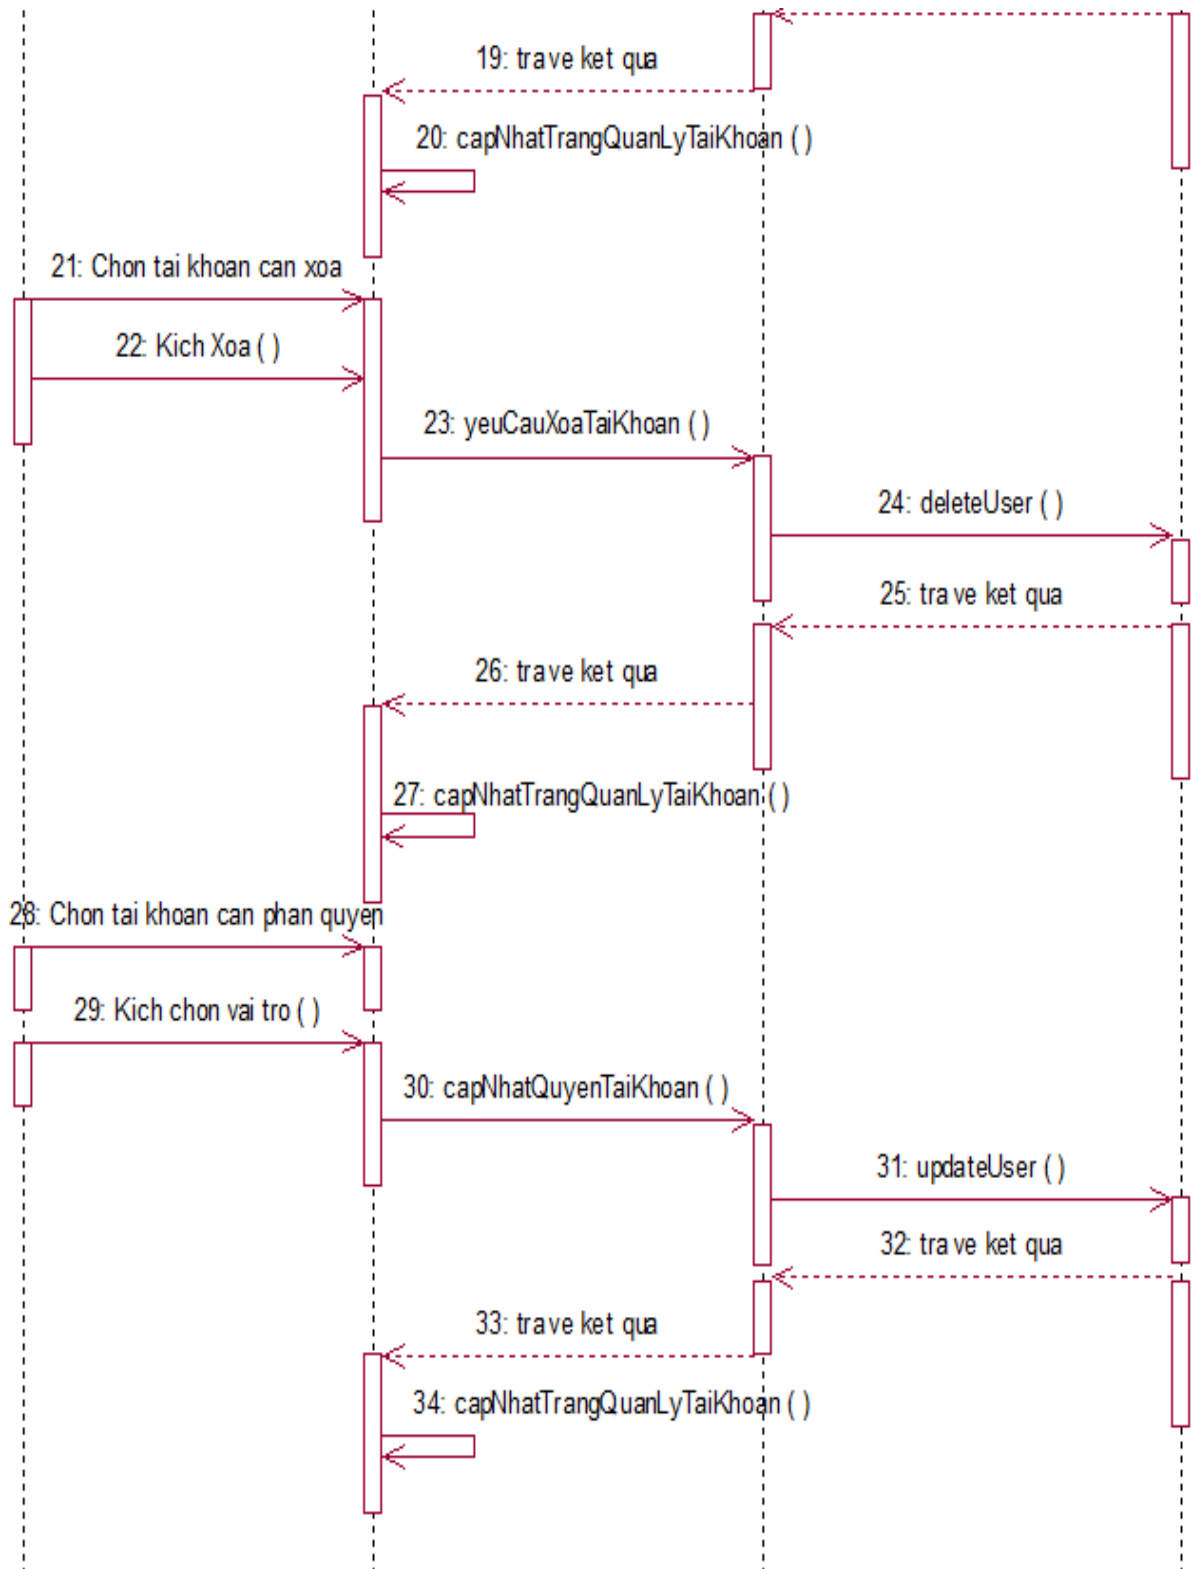 19: tra ve ket qua
20: capNhatTrangQuanLyTaiKhoan ( )
21: Chon tai khoan can xoa
22: Kich Xoa ( )
23: yeuCauXoaTaiKhoan ( )
24: deleteUser ( )
25: tra ve ket qua
26: tra ve ket qua
27: capNhatTrangQuanLyTaiKhoan ( )
28: Chon tai khoan can phan quyen
29: Kich chon vai tro ( )
30: capNhatQuyenTaiKhoan ( )
31: updateUser ( )
32: tra ve ket qua
33: tra ve ket qua
34: capNhatTrangQuanLyTaiKhoan ( )